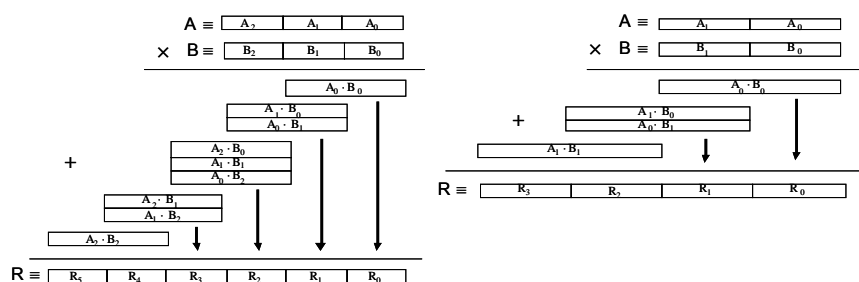 A ≡ A₂ A₁ A₀
× B ≡ B₂ B₁ B₀
A₀ · B₀
A₁ · B₀
A₀ · B₁
+
A₂ · B₀
A₁ · B₁
A₀ · B₂
A₂ · B₁
A₁ · B₂
A₂ · B₂
R ≡ R₅ R₄ R₃ R₂ R₁ R₀
A ≡ A₁ A₀
× B ≡ B₁ B₀
A₀ · B₀
+
A₁ · B₀
A₀ · B₁
A₁ · B₁
R ≡ R₃ R₂ R₁ R₀